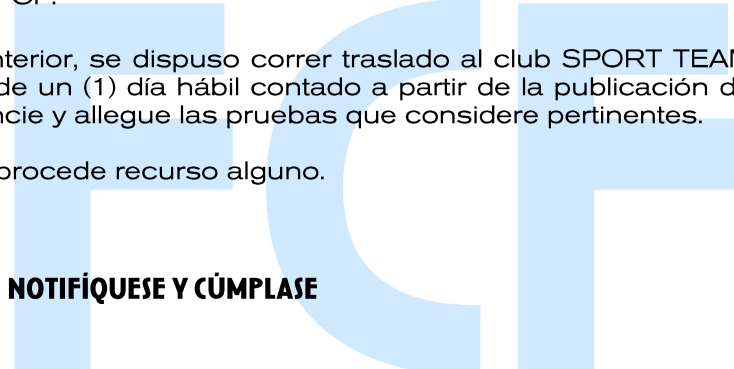 nterior, se dispuso correr traslado al club SPORT TEAM
de un (1) día hábil contado a partir de la publicación d
ncie y allegue las pruebas que considere pertinentes.
procede recurso alguno.
NOTIFÍQUESE Y CÚMPLASE
FCF